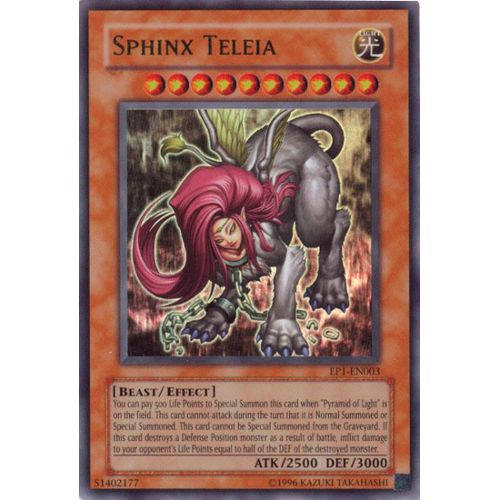 SPHINX TELEIA
LIGHT
光
EP1-EN003
[BEAST/EFFECT]
You can pay 500 Life Points to Special Summon this card when "Pyramid of Light" is
on the field. This card cannot attack during the turn that it is Normal Summoned or
Special Summoned. This card cannot be Special Summoned from the Graveyard. If
this card destroys a Defense Position monster as a result of battle, inflict damage
to your opponent's Life Points equal to half of the DEF of the destroyed monster.
ATK/2500 DEF/3000
51402177
©1996 KAZUKI TAKAHASHI